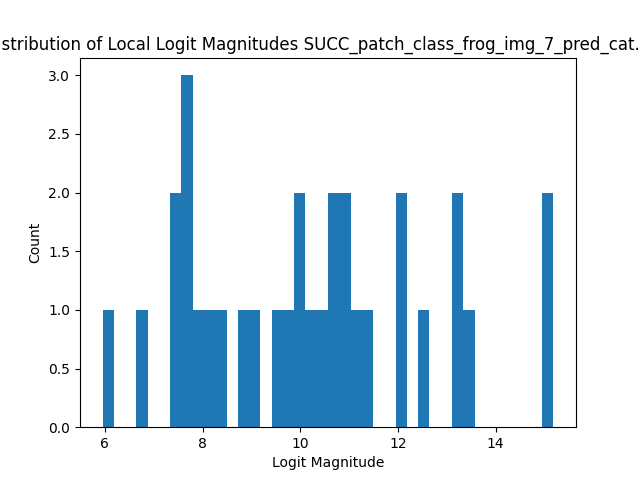 stribution of Local Logit Magnitudes SUCC_patch_class_frog_img_7_pred_cat.
3.0
2.5
2.0
1.5
1.0
0.5
0.0
Count
6 8 10 12 14
Logit Magnitude